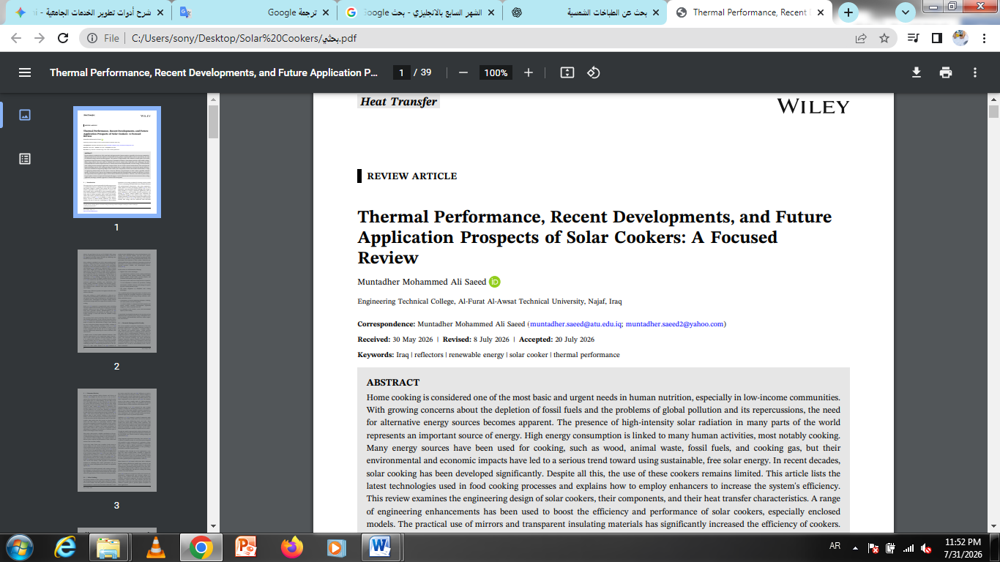 شرح أدوات تطوير الخدمات الجامعية - ni
ترجمة Google
الشهر السابع بالانجليزي - بحث Google
بحث عن الطباخات الشمسية
Thermal Performance, Recent
File
C:/Users/sony/Desktop/Solar%20Cookers/بحثي.pdf
Thermal Performance, Recent Developments, and Future Application P...
1 / 39
100%
Heat Transfer
WILEY
REVIEW ARTICLE
Thermal Performance, Recent Developments, and Future
Application Prospects of Solar Cookers: A Focused
Review
Muntadher Mohammed Ali Saeed iD
Engineering Technical College, Al-Furat Al-Awsat Technical University, Najaf, Iraq
Correspondence: Muntadher Mohammed Ali Saeed (muntadher.saeed@atu.edu.iq; muntadher.saeed2@yahoo.com)
Received: 30 May 2026 | Revised: 8 July 2026 | Accepted: 20 July 2026
Keywords: Iraq | reflectors | renewable energy | solar cooker | thermal performance
ABSTRACT
Home cooking is considered one of the most basic and urgent needs in human nutrition, especially in low-income communities.
With growing concerns about the depletion of fossil fuels and the problems of global pollution and its repercussions, the need
for alternative energy sources becomes apparent. The presence of high-intensity solar radiation in many parts of the world
represents an important source of energy. High energy consumption is linked to many human activities, most notably cooking.
Many energy sources have been used for cooking, such as wood, animal waste, fossil fuels, and cooking gas, but their
environmental and economic impacts have led to a serious trend toward using sustainable, free solar energy. In recent decades,
solar cooking has been developed significantly. Despite all this, the use of these cookers remains limited. This article lists the
latest technologies used in food cooking processes and explains how to employ enhancers to increase the system's efficiency.
This review examines the engineering design of solar cookers, their components, and their heat transfer characteristics. A range
of engineering enhancements has been used to boost the efficiency and performance of solar cookers, especially enclosed
models. The practical use of mirrors and transparent insulating materials has significantly increased the efficiency of cookers.
1
2
3
AR
11:52 PM
7/31/2026